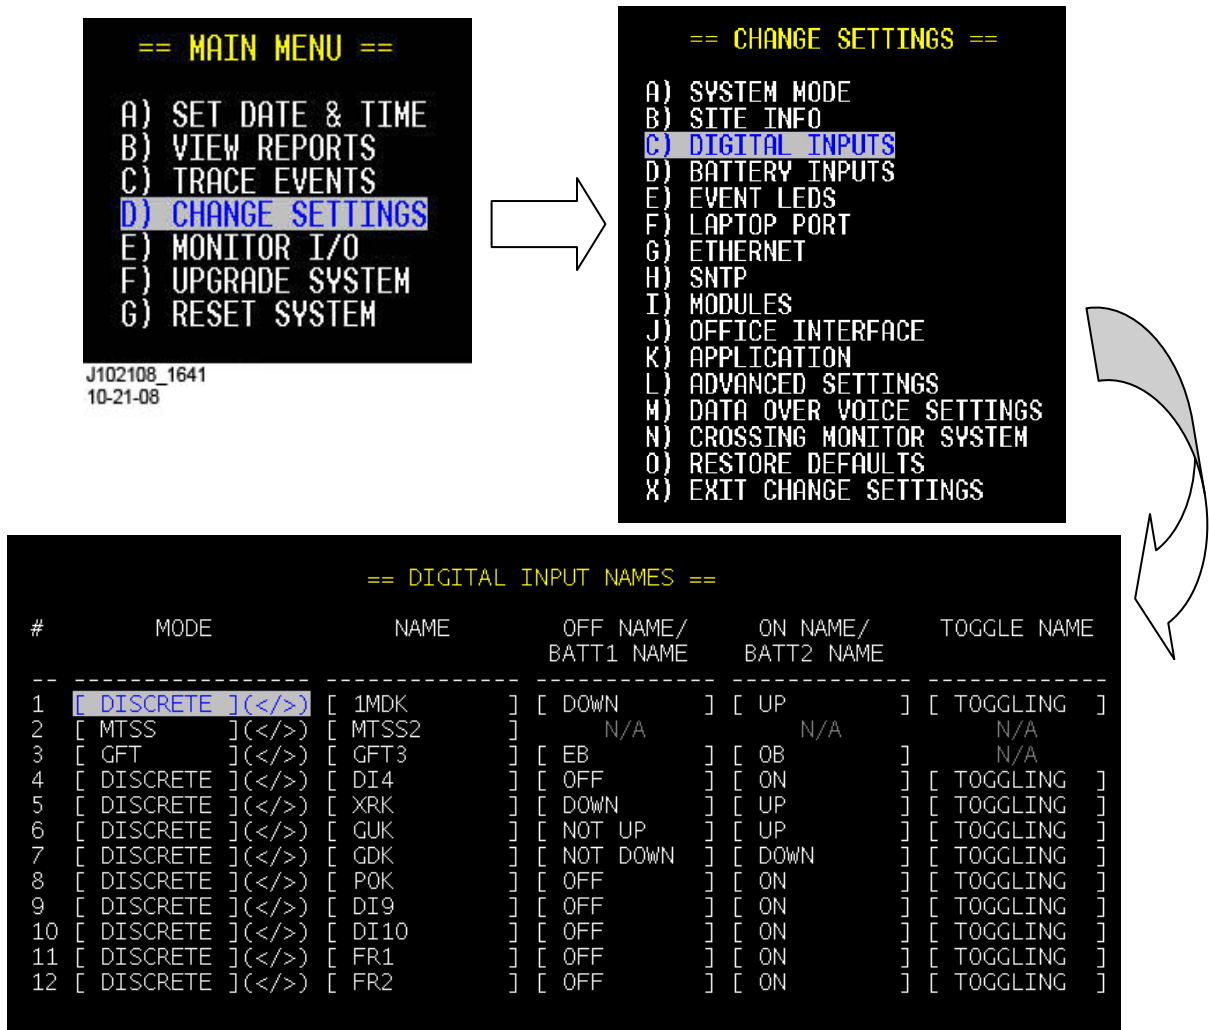 == MAIN MENU ==
A) SET DATE & TIME
B) VIEW REPORTS
C) TRACE EVENTS
D) CHANGE SETTINGS
E) MONITOR I/O
F) UPGRADE SYSTEM
G) RESET SYSTEM
J102108_1641
10-21-08
== CHANGE SETTINGS ==
A) SYSTEM MODE
B) SITE INFO
C) DIGITAL INPUTS
D) BATTERY INPUTS
E) EVENT LEDS
F) LAPTOP PORT
G) ETHERNET
H) SNTP
I) MODULES
J) OFFICE INTERFACE
K) APPLICATION
L) ADVANCED SETTINGS
M) DATA OVER VOICE SETTINGS
N) CROSSING MONITOR SYSTEM
O) RESTORE DEFAULTS
X) EXIT CHANGE SETTINGS
== DIGITAL INPUT NAMES ==
# MODE NAME OFF NAME/ ON NAME/ TOGGLE NAME
BATT1 NAME BATT2 NAME
-- ------------------ -------------- ------------- ------------- -------------
1 [ DISCRETE ](</>) [ 1MDK ] [ DOWN ] [ UP ] [ TOGGLING ]
2 [ MTSS ](</>) [ MTSS2 ] N/A N/A N/A
3 [ GFT ](</>) [ GFT3 ] [ EB ] [ OB ] N/A
4 [ DISCRETE ](</>) [ DI4 ] [ OFF ] [ ON ] [ TOGGLING ]
5 [ DISCRETE ](</>) [ XRK ] [ DOWN ] [ UP ] [ TOGGLING ]
6 [ DISCRETE ](</>) [ GUK ] [ NOT UP ] [ UP ] [ TOGGLING ]
7 [ DISCRETE ](</>) [ GDK ] [ NOT DOWN ] [ DOWN ] [ TOGGLING ]
8 [ DISCRETE ](</>) [ POK ] [ OFF ] [ ON ] [ TOGGLING ]
9 [ DISCRETE ](</>) [ DI9 ] [ OFF ] [ ON ] [ TOGGLING ]
10 [ DISCRETE ](</>) [ DI10 ] [ OFF ] [ ON ] [ TOGGLING ]
11 [ DISCRETE ](</>) [ FR1 ] [ OFF ] [ ON ] [ TOGGLING ]
12 [ DISCRETE ](</>) [ FR2 ] [ OFF ] [ ON ] [ TOGGLING ]